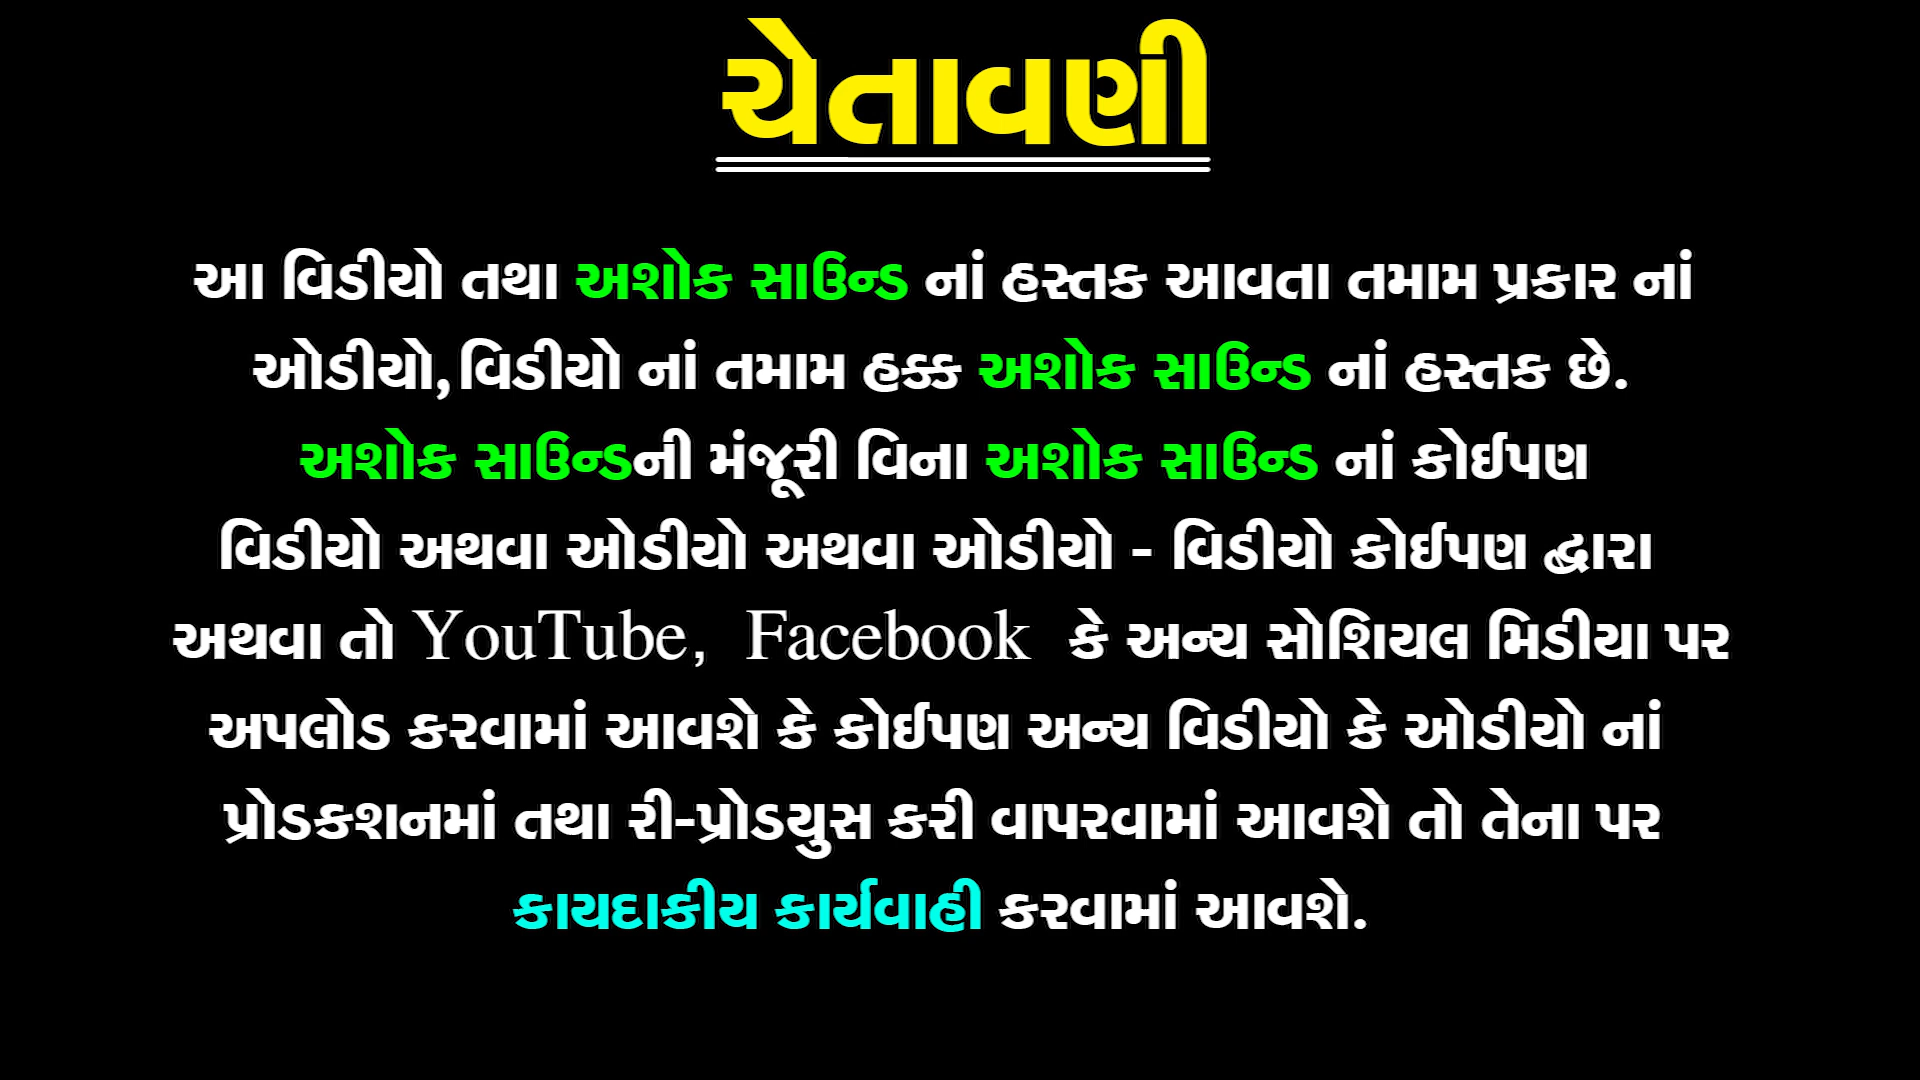 ચેતાવણી
આ વિડીયો તથા અશોક સાઉન્ડ નાં હસ્તક આવતા તમામ પ્રકાર નાં
ઓડીયો,વિડીયો નાં તમામ હક્ક અશોક સાઉન્ડ નાં હસ્તક છે.
અશોક સાઉન્ડની મંજૂરી વિના અશોક સાઉન્ડ નાં કોઈપણ
વિડીયો અથવા ઓડીયો અથવા ઓડીયો - વિડીયો કોઈપણ દ્વારા
અથવા તો YouTube, Facebook કે અન્ય સોશિયલ મિડીયા પર
અપલોડ કરવામાં આવશે કે કોઈપણ અન્ય વિડીયો કે ઓડીયો નાં
પ્રોડકશનમાં તથા રી-પ્રોડયુસ કરી વાપરવામાં આવશે તો તેના પર
કાયદાકીય કાર્યવાહી કરવામાં આવશે.